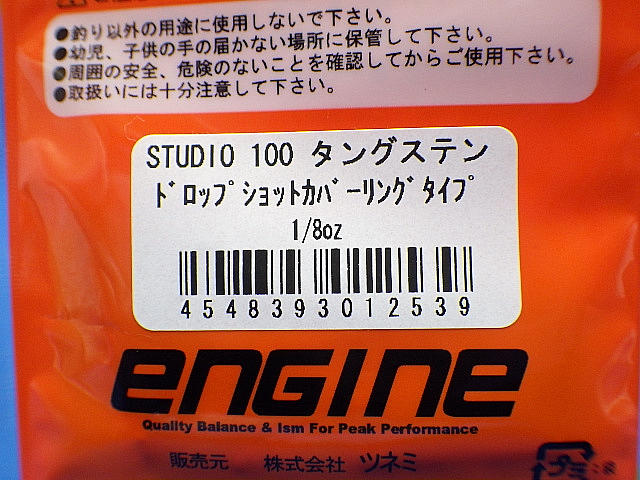 ●釣り以外の用途に使用しないで下さい。
●幼児、子供の手の届かない場所に保管して下さい。
●周囲の安全、危険のないことを確認してからご使用下さい。
●取扱いには十分注意して下さい。
STUDIO 100 タングステン
ドロップショットカバーリングタイプ
1/8oz
4548393012539
engine
Quality Balance & Ism For Peak Performance
販売元 株式会社 ツネミ
プラ